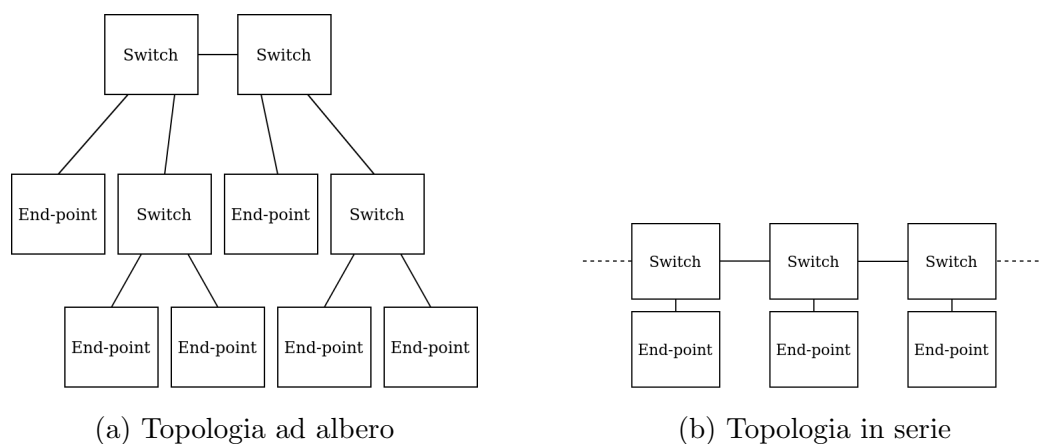 Switch Switch
End-point Switch End-point Switch
End-point End-point End-point End-point
(a) Topologia ad albero
Switch Switch Switch
End-point End-point End-point
(b) Topologia in serie